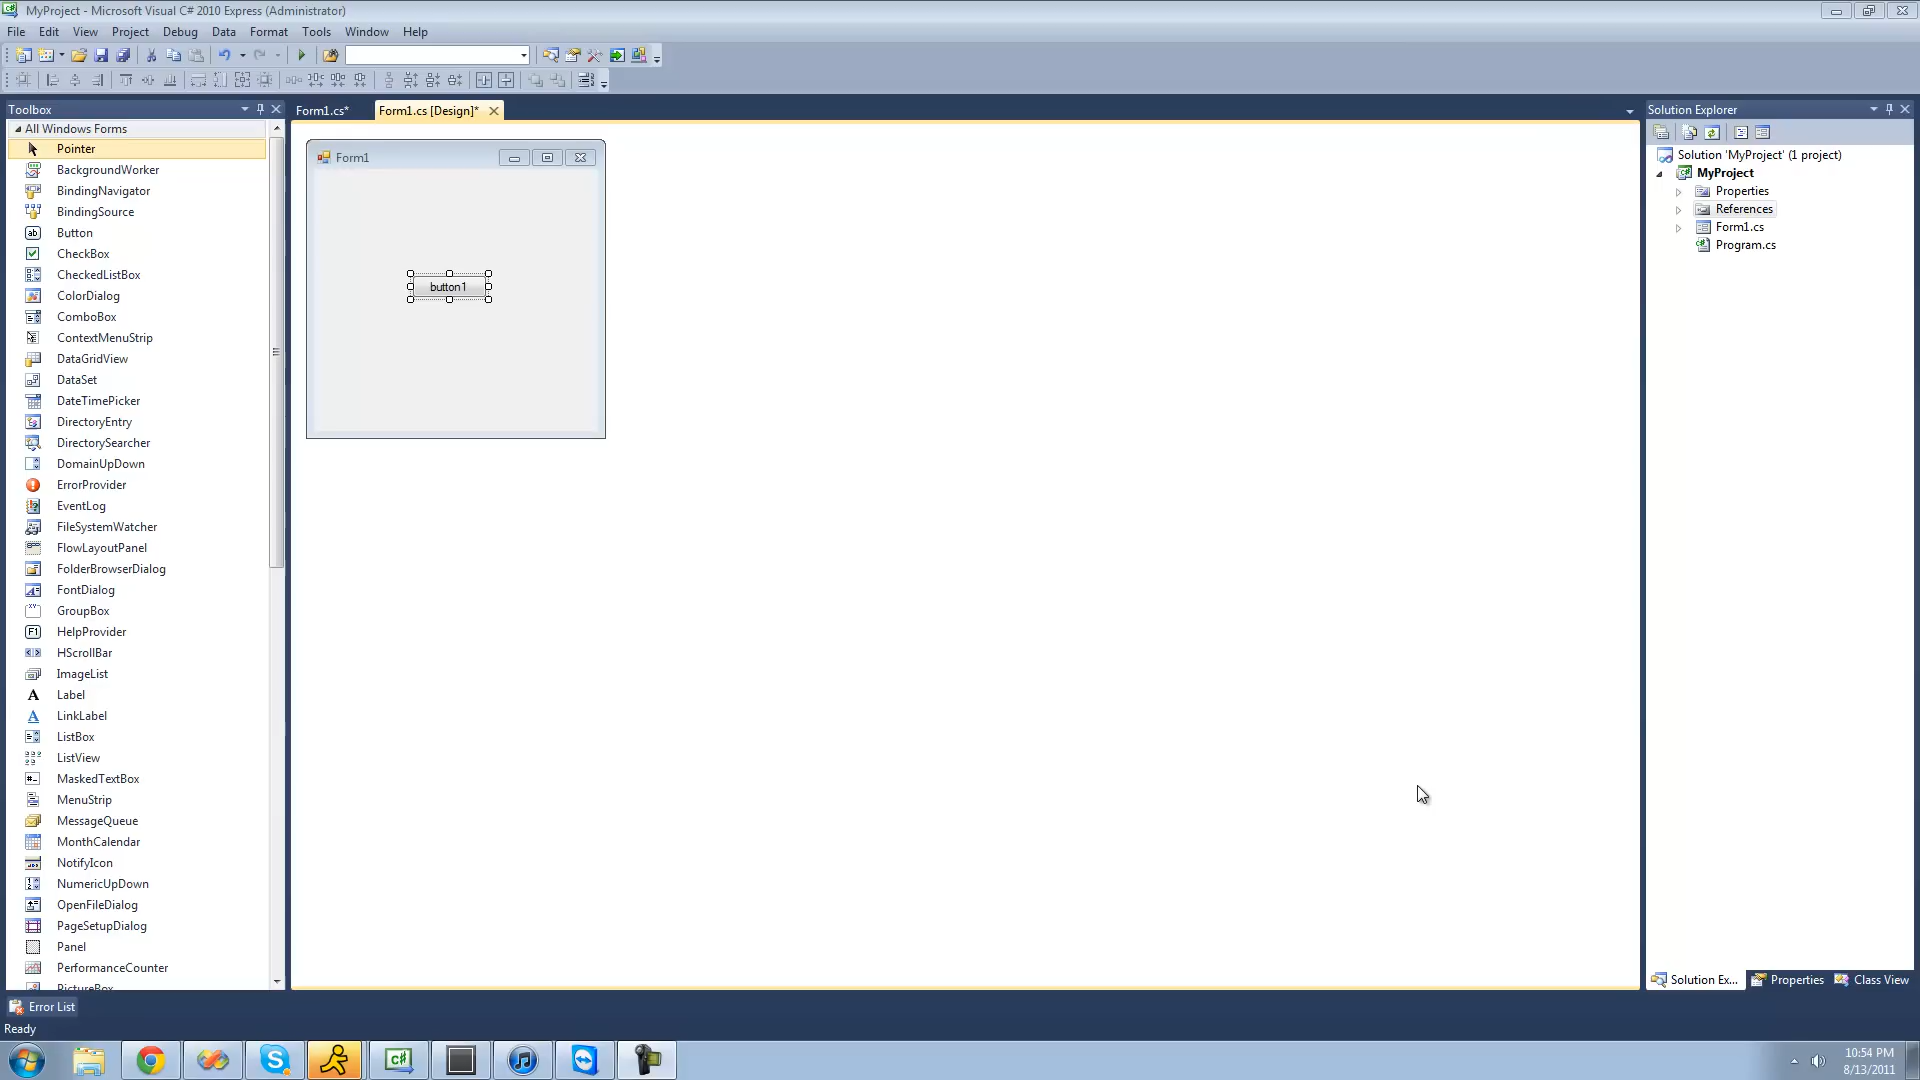 MyProject - Microsoft Visual C# 2010 Express (Administrator)
File Edit View Project Debug Data Format Tools Window Help
Toolbox
All Windows Forms
Pointer
BackgroundWorker
BindingNavigator
BindingSource
Button
CheckBox
CheckedListBox
ColorDialog
ComboBox
ContextMenuStrip
DataGridView
DataSet
DateTimePicker
DirectoryEntry
DirectorySearcher
DomainUpDown
ErrorProvider
EventLog
FileSystemWatcher
FlowLayoutPanel
FolderBrowserDialog
FontDialog
GroupBox
HelpProvider
HScrollBar
ImageList
Label
LinkLabel
ListBox
ListView
MaskedTextBox
MenuStrip
MessageQueue
MonthCalendar
NotifyIcon
NumericUpDown
OpenFileDialog
PageSetupDialog
Panel
PerformanceCounter
PictureBox
Form1.cs* Form1.cs [Design]*
Form1
button1
Solution Explorer
Solution 'MyProject' (1 project)
MyProject
Properties
References
Form1.cs
Program.cs
Solution Ex... Properties Class View
Error List
Ready
10:54 PM
8/13/2011